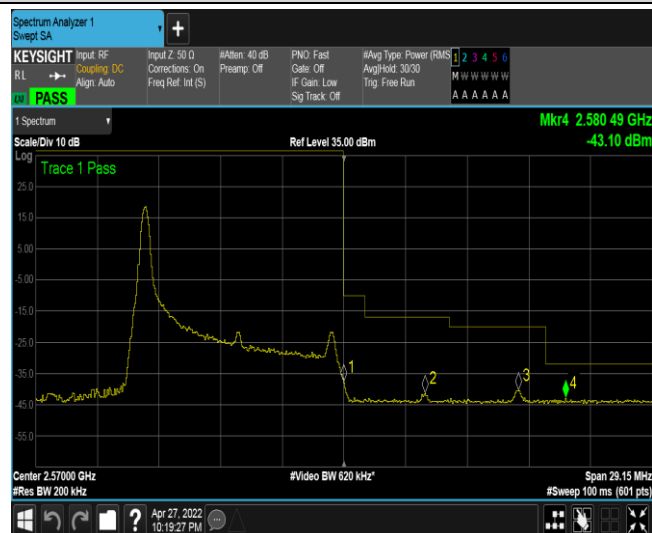 Spectrum Analyzer 1
Swept SA
+
KEYSIGHT Input: RF
RL Coupling: DC
Align: Auto
PASS
Input Z: 50 Ω
Corrections: On
Freq Ref: Int (S)
#Atten: 40 dB
Preamp: Off
PNO: Fast
Gate: Off
IF Gain: Low
Sig Track: Off
#Avg Type: Power (RMS
Avg|Hold: 30/30
Trig: Free Run
1 2 3 4 5 6
M W W W W W
A A A A A A
1 Spectrum
Mkr4 2.580 49 GHz
Scale/Div 10 dB
Ref Level 35.00 dBm
-43.10 dBm
Log
Trace 1 Pass
25.0
15.0
5.00
-5.00
-15.0
-25.0
-35.0
-45.0
-55.0
1
2
3
4
Center 2.57000 GHz
#Video BW 620 kHz*
Span 29.15 MHz
#Res BW 200 kHz
#Sweep 100 ms (601 pts)
?
Apr 27, 2022
10:19:27 PM